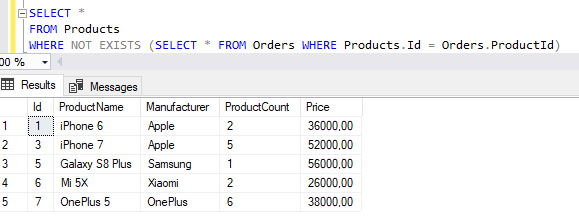 SELECT *
FROM Products
WHERE NOT EXISTS (SELECT * FROM Orders WHERE Products.Id = Orders.ProductId)
00 %
Results Messages
Id ProductName Manufacturer ProductCount Price
1 1 iPhone 6 Apple 2 36000,00
2 3 iPhone 7 Apple 5 52000,00
3 5 Galaxy S8 Plus Samsung 1 56000,00
4 6 Mi 5X Xiaomi 2 26000,00
5 7 OnePlus 5 OnePlus 6 38000,00